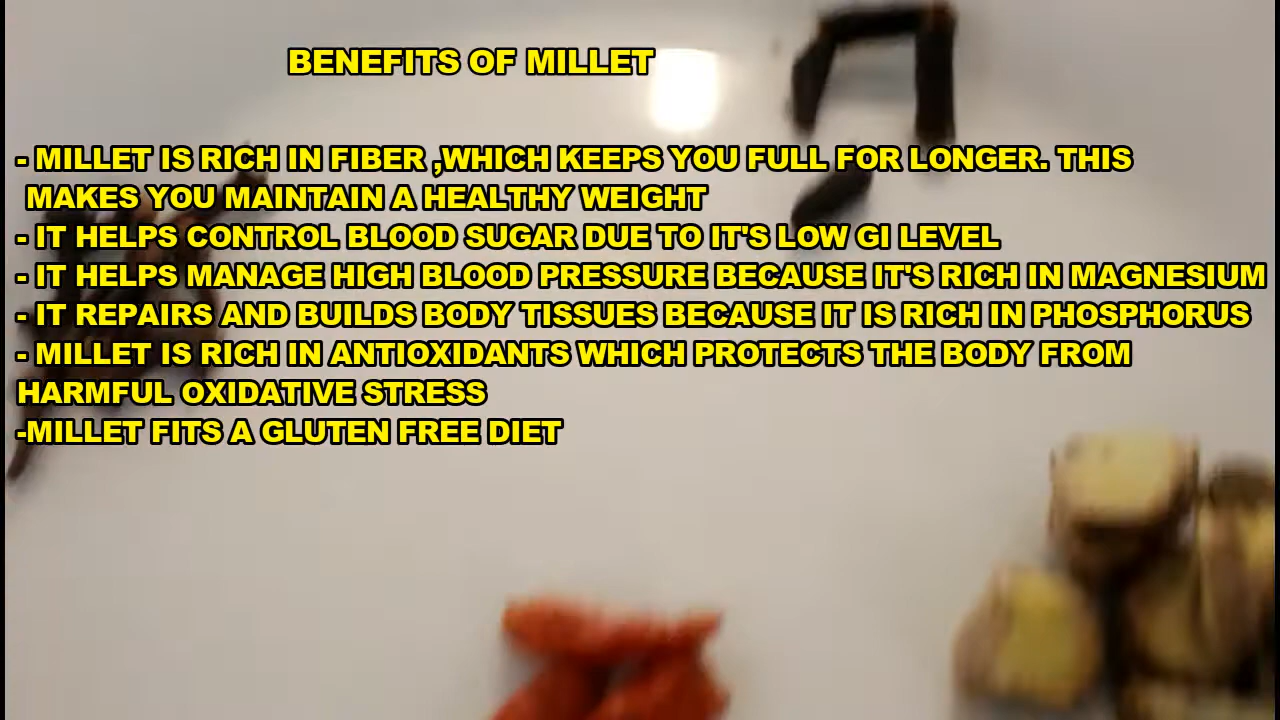 BENEFITS OF MILLET
- MILLET IS RICH IN FIBER ,WHICH KEEPS YOU FULL FOR LONGER. THIS
MAKES YOU MAINTAIN A HEALTHY WEIGHT
- IT HELPS CONTROL BLOOD SUGAR DUE TO IT'S LOW GI LEVEL
- IT HELPS MANAGE HIGH BLOOD PRESSURE BECAUSE IT'S RICH IN MAGNESIUM
- IT REPAIRS AND BUILDS BODY TISSUES BECAUSE IT IS RICH IN PHOSPHORUS
- MILLET IS RICH IN ANTIOXIDANTS WHICH PROTECTS THE BODY FROM
HARMFUL OXIDATIVE STRESS
-MILLET FITS A GLUTEN FREE DIET